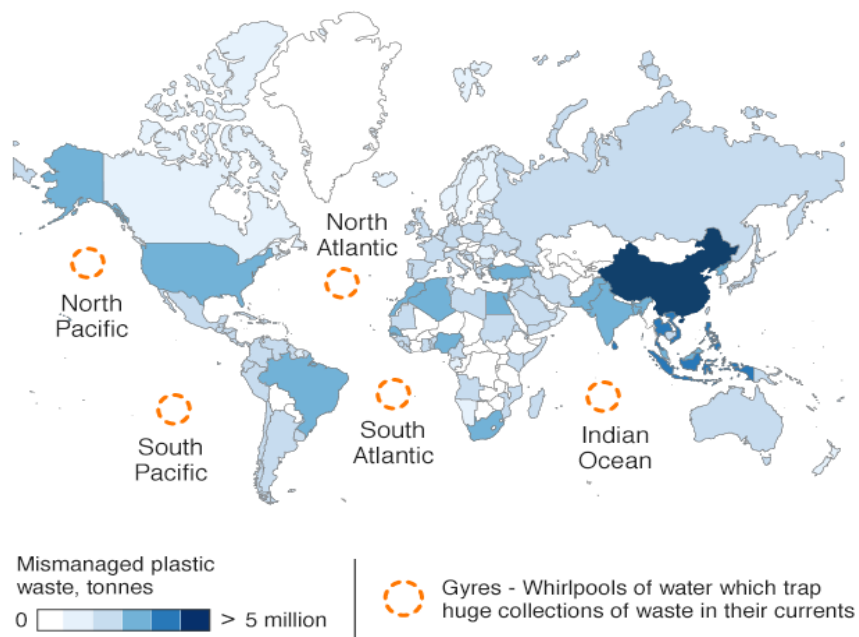 North
Atlantic
North
Pacific
South
Pacific
South
Atlantic
Indian
Ocean
Mismanaged plastic
waste, tonnes
0 > 5 million
Gyres - Whirlpools of water which trap
huge collections of waste in their currents